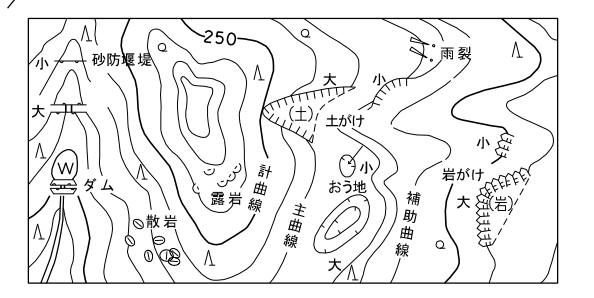 250
小 砂防堰堤
雨裂
大
小
大
(土)
土がけ
小
W
ダム
小
おう地
岩がけ
大
(岩)
露岩
計曲線
主曲線
補助曲線
散岩
大